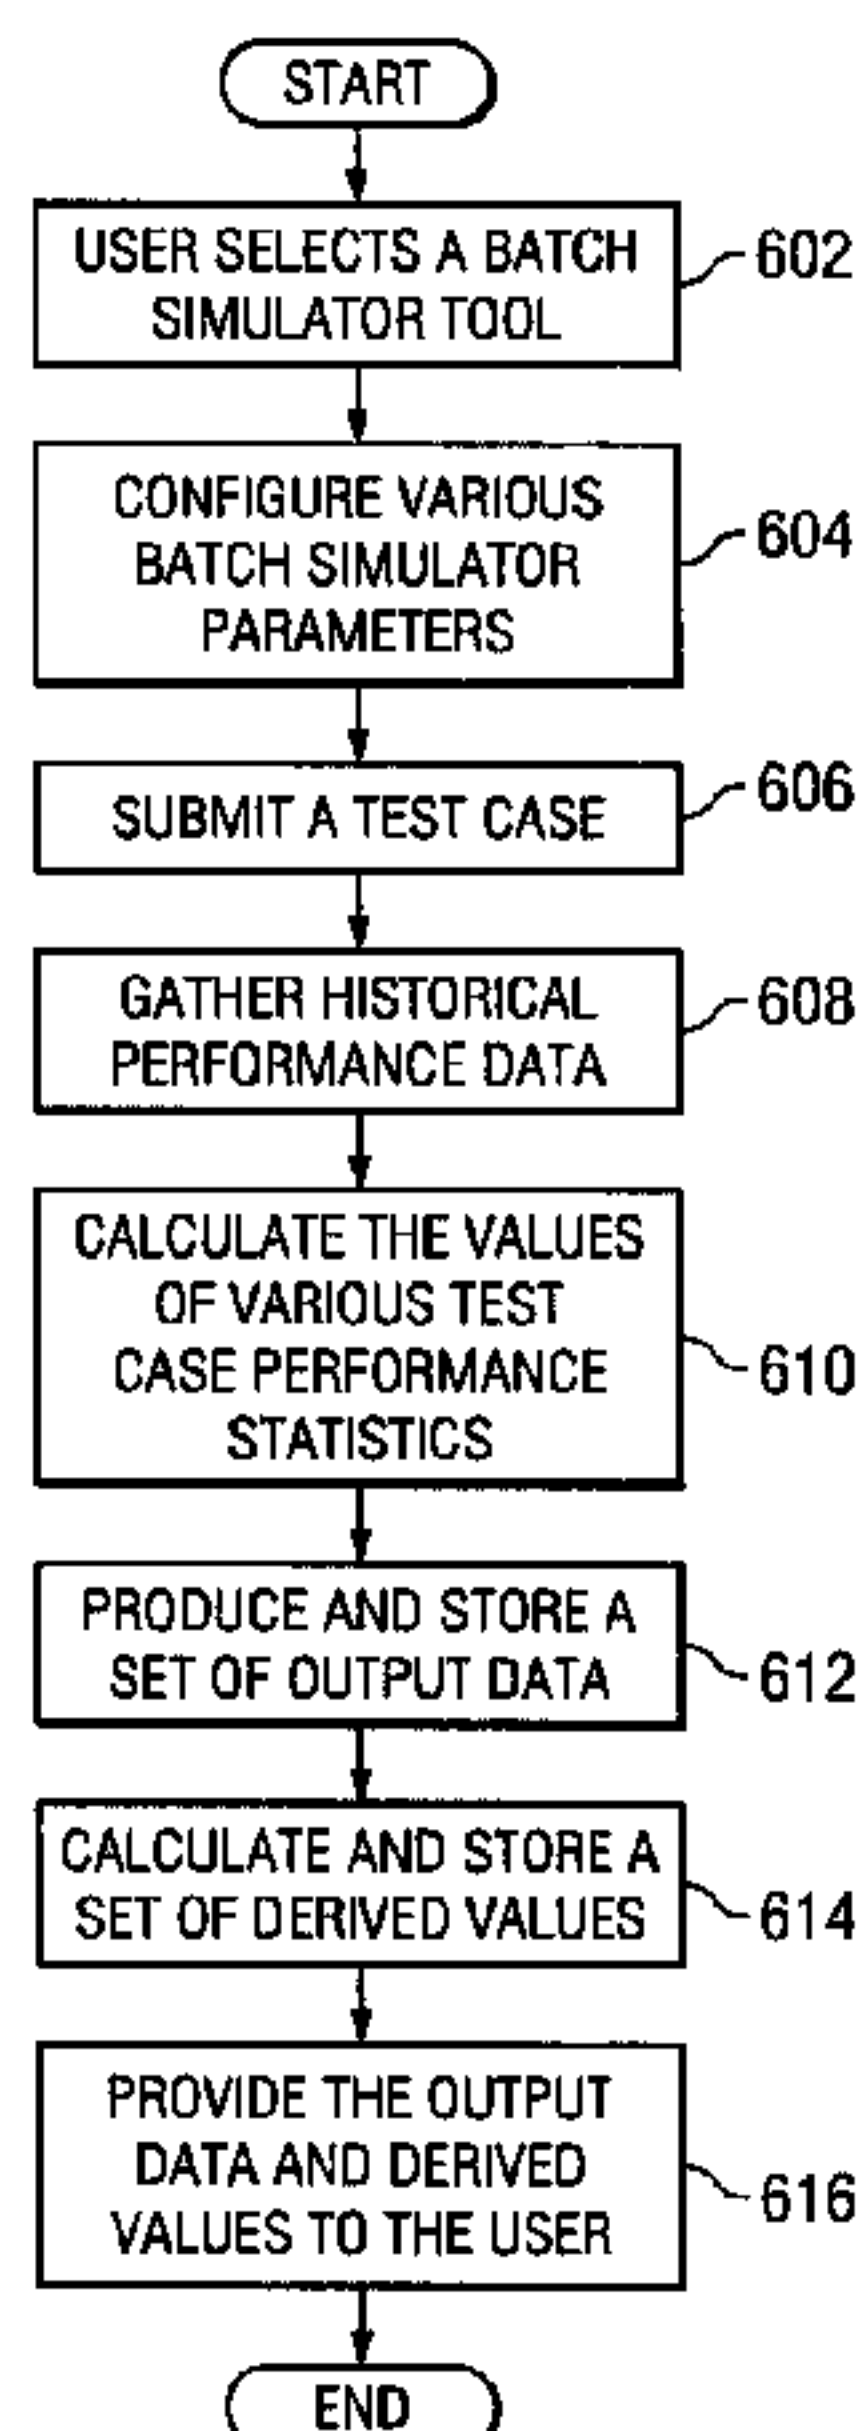 START
USER SELECTS A BATCH
SIMULATOR TOOL
602
CONFIGURE VARIOUS
BATCH SIMULATOR
PARAMETERS
604
SUBMIT A TEST CASE
606
GATHER HISTORICAL
PERFORMANCE DATA
608
CALCULATE THE VALUES
OF VARIOUS TEST
CASE PERFORMANCE
STATISTICS
610
PRODUCE AND STORE A
SET OF OUTPUT DATA
612
CALCULATE AND STORE A
SET OF DERIVED VALUES
614
PROVIDE THE OUTPUT
DATA AND DERIVED
VALUES TO THE USER
616
END